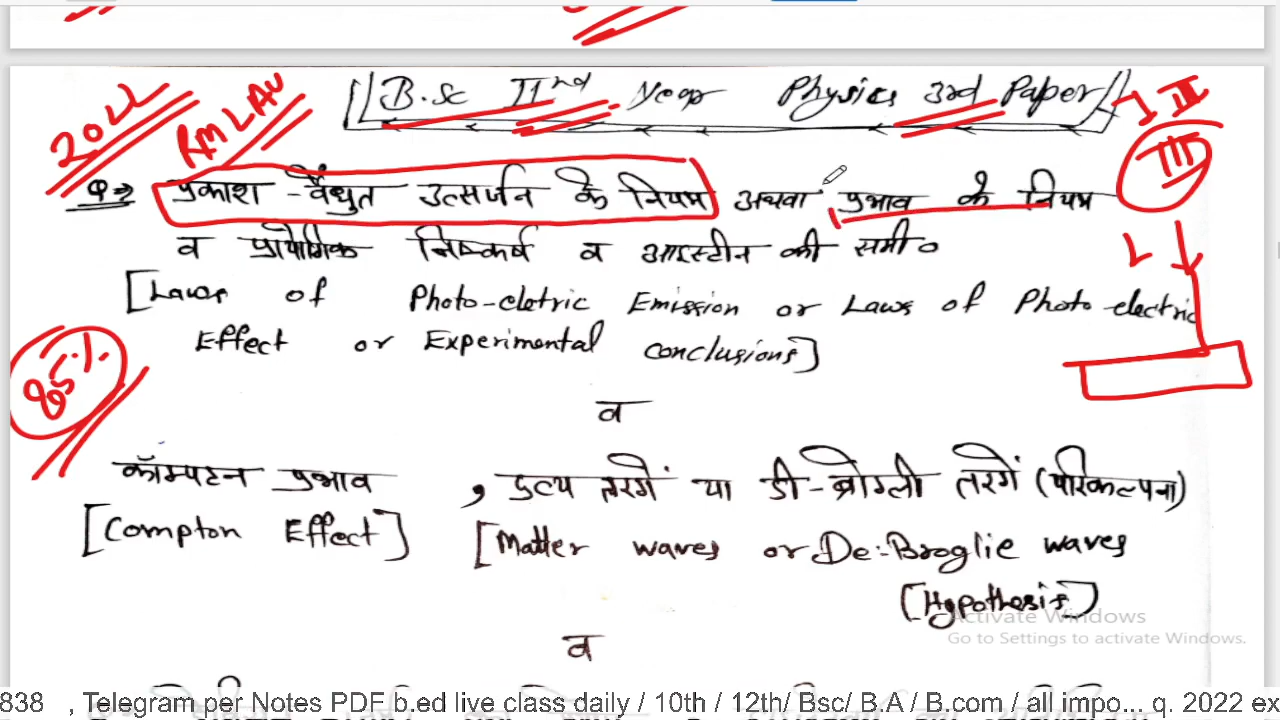 B.Sc IInd Year Physics 3rd Paper
I II
2022 RMLAU
III
Q ⇒ प्रकाश -वैद्युत उत्सर्जन के नियम अथवा प्रभाव के नियम
व प्रायोगिक निष्कर्ष व आइस्टीन की समी०
[Laws of Photo-eletric Emission or Laws of Photo-electric
Effect or Experimental conclusions]
85%
व
कॉम्पटन प्रभाव , द्रव्य तरंगें या डी-ब्रोग्ली तरंगें (परिकल्पना)
[Compton Effect] [Matter waves or De-Broglie waves
(Hypothesis)
Activate Windows
Go to Settings to activate Windows.
व
838 , Telegram per Notes PDF b.ed live class daily / 10th / 12th/ Bsc/ B.A / B.com / all impo... q. 2022 ex